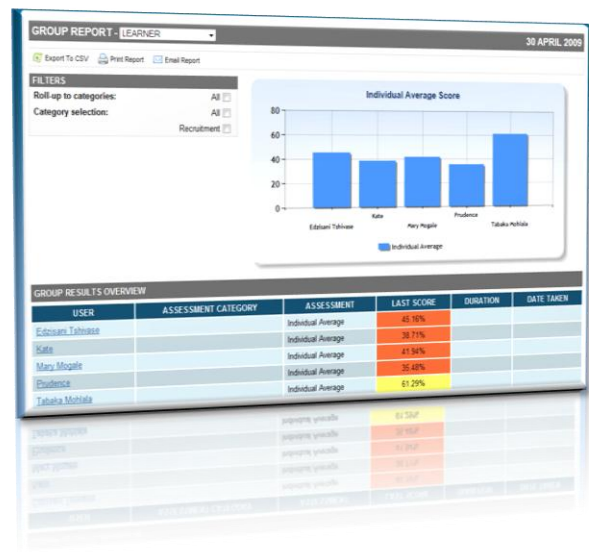 GROUP REPORT - LEARNER
30 APRIL 2009
Export To CSV Print Report Email Report
FILTERS
Roll-up to categories: All
Category selection: All
Recruitment
Individual Average Score
80
60
40
20
0
Edzisani Tshivase
Kate
Mary Mogale
Prudence
Tabaka Mohlala
Individual Average
GROUP RESULTS OVERVIEW
USER ASSESSMENT CATEGORY ASSESSMENT LAST SCORE DURATION DATE TAKEN
Edzisani Tshivase Individual Average 45.16%
Kate Individual Average 38.71%
Mary Mogale Individual Average 41.94%
Prudence Individual Average 35.48%
Tabaka Mohlala Individual Average 61.29%